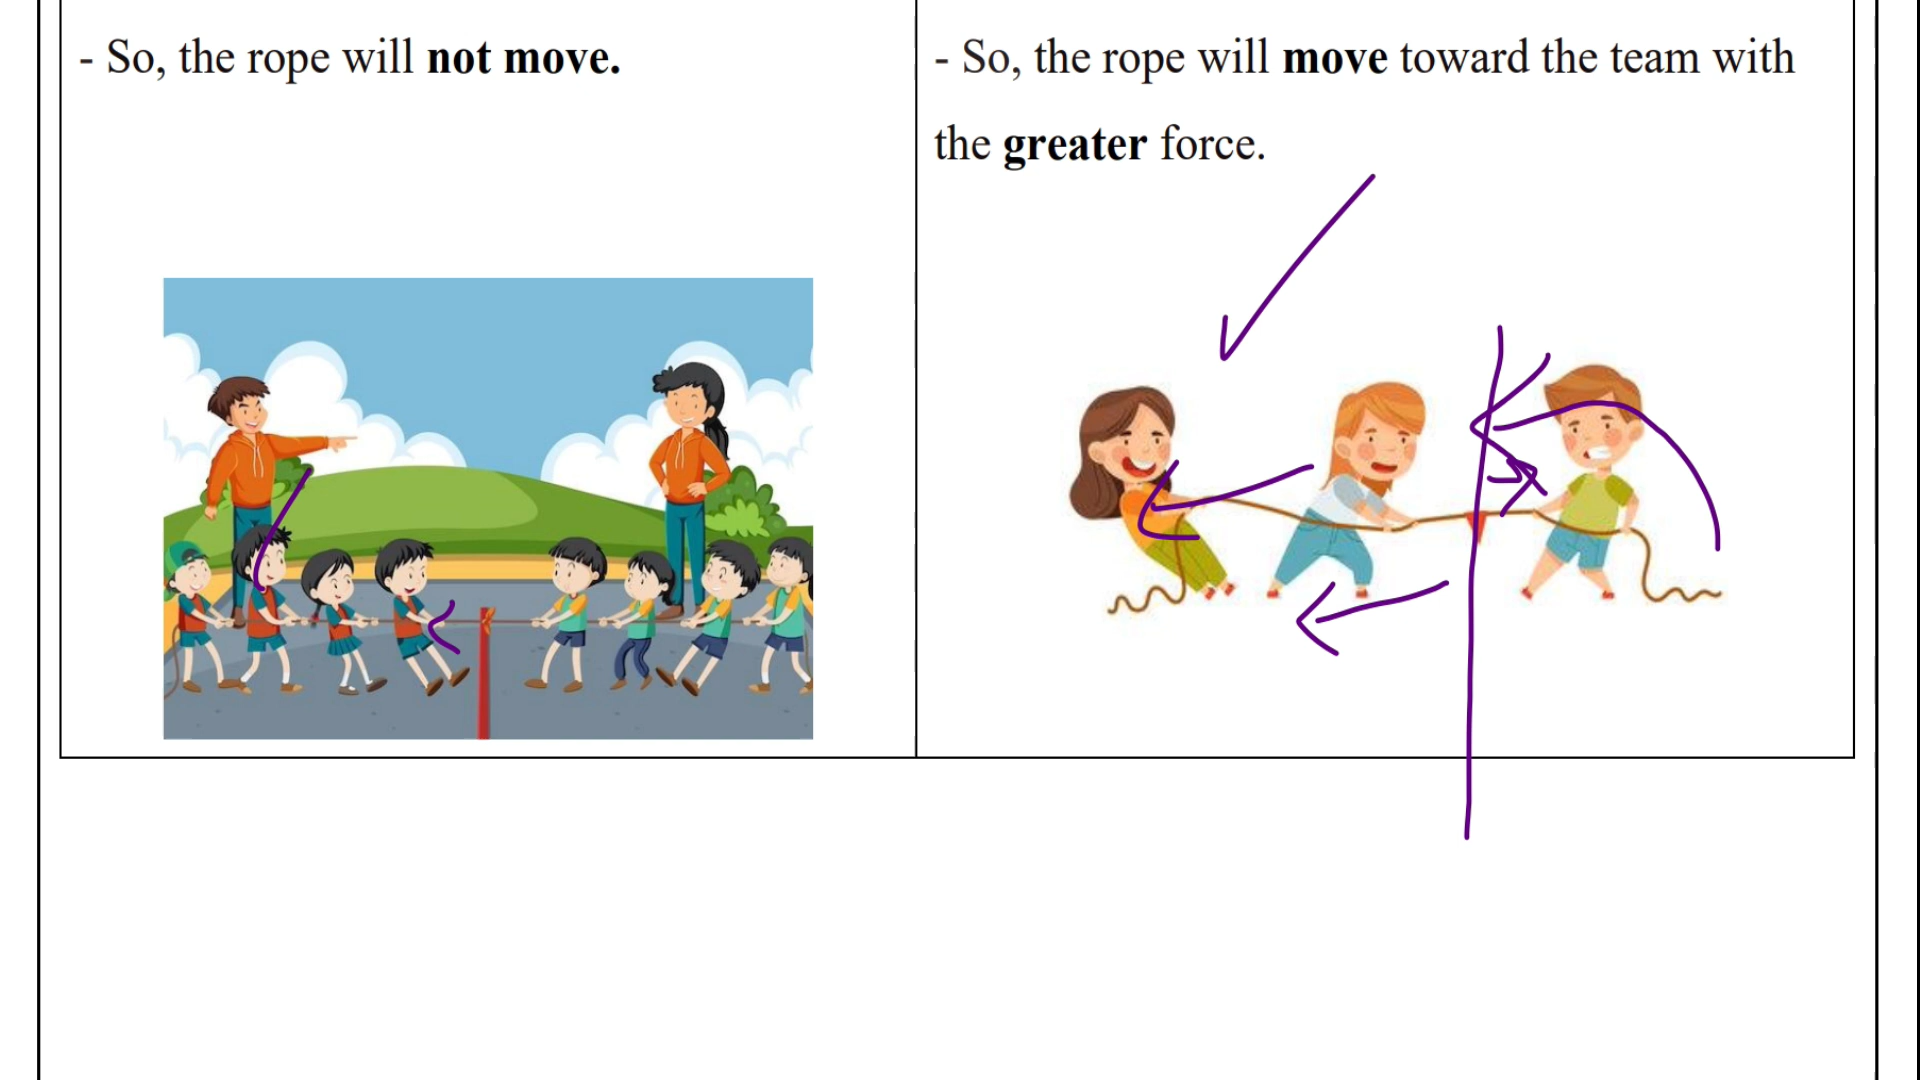 - So, the rope will not move.
- So, the rope will move toward the team with
the greater force.